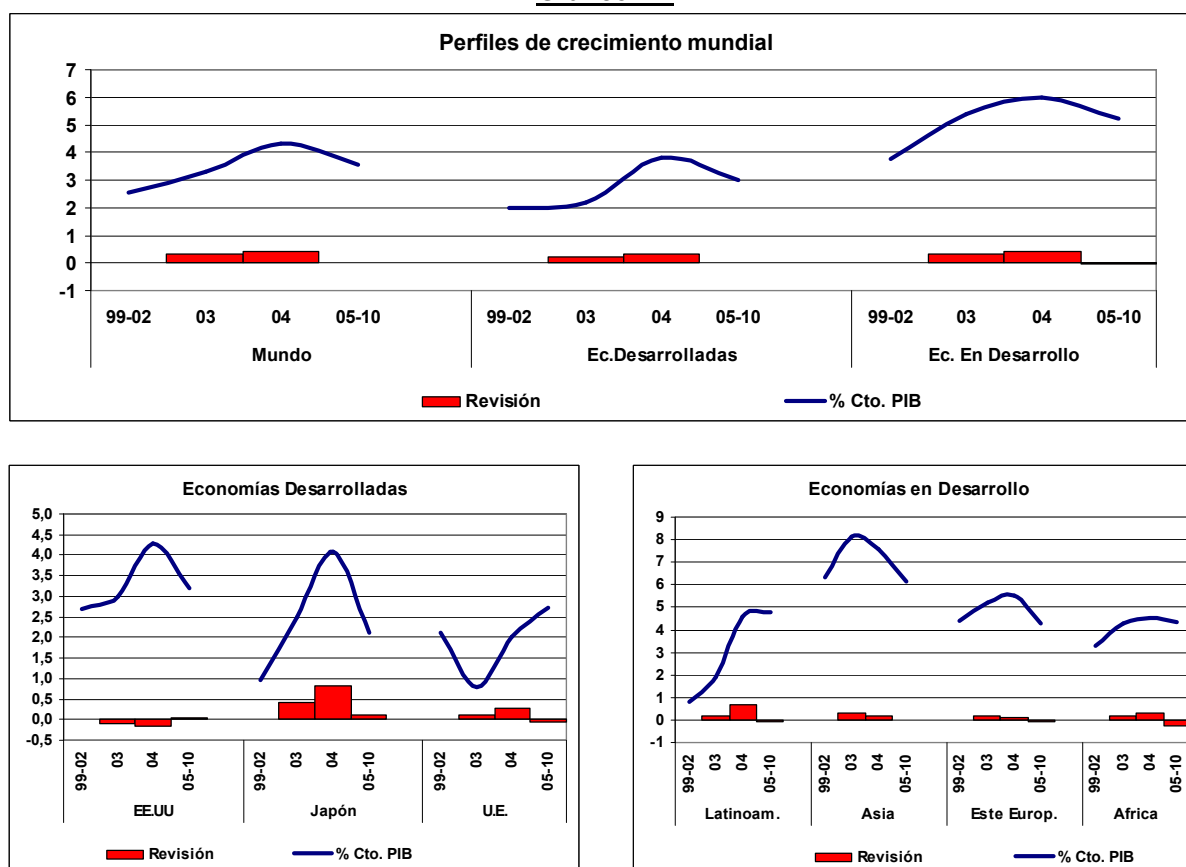 Perfiles de crecimiento mundial
7
6
5
4
3
2
1
0
-1
99-02 03 04 05-10 99-02 03 04 05-10 99-02 03 04 05-10
Mundo Ec.Desarrolladas Ec. En Desarrollo
Revisión % Cto. PIB
Economías Desarrolladas
5,0
4,5
4,0
3,5
3,0
2,5
2,0
1,5
1,0
0,5
0,0
-0,5
99-02 03 04 05-10 99-02 03 04 05-10 99-02 03 04 05-10
EE.UU Japón U.E.
Revisión % Cto. PIB
Economías en Desarrollo
9
8
7
6
5
4
3
2
1
0
-1
99-02 03 04 05-10 99-02 03 04 05-10 99-02 03 04 05-10 99-02 03 04 05-10
Latinoam. Asia Este Europ. Africa
Revisión % Cto. PIB